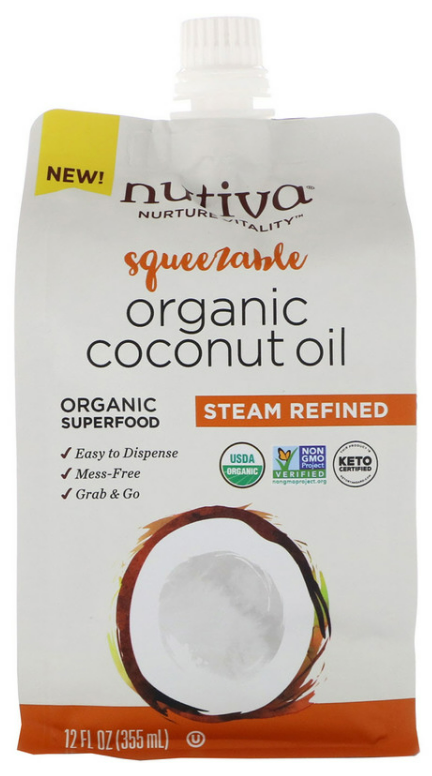 NEW!
nutiva
NURTURE VITALITY™
squeezable
organic
coconut oil
ORGANIC
SUPERFOOD
STEAM REFINED
✓ Easy to Dispense
✓ Mess-Free
✓ Grab & Go
USDA
ORGANIC
NON
GMO
Project
VERIFIED
nongmoproject.org
KETO
CERTIFIED
12 FL OZ (355 mL)